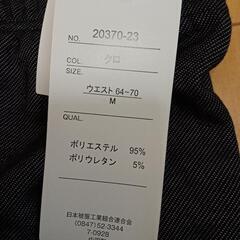 NO. 20370-23
COL. クロ
SIZE.
ウエスト 64~70
M
QUAL.
ポリエステル 95%
ポリウレタン 5%
日本被服工業組合連合会
(0847) 52.3344
7-0928